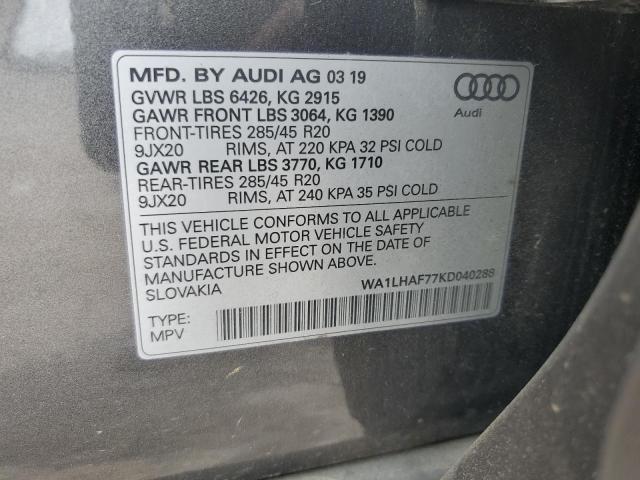 MFD. BY AUDI AG 03 19
GVWR LBS 6426, KG 2915
GAWR FRONT LBS 3064, KG 1390
FRONT-TIRES 285/45 R20
9JX20 RIMS, AT 220 KPA 32 PSI COLD
GAWR REAR LBS 3770, KG 1710
REAR-TIRES 285/45 R20
9JX20 RIMS, AT 240 KPA 35 PSI COLD
Audi
THIS VEHICLE CONFORMS TO ALL APPLICABLE
U.S. FEDERAL MOTOR VEHICLE SAFETY
STANDARDS IN EFFECT ON THE DATE OF
MANUFACTURE SHOWN ABOVE.
SLOVAKIA
WA1LHAF77KD040288
TYPE:
MPV